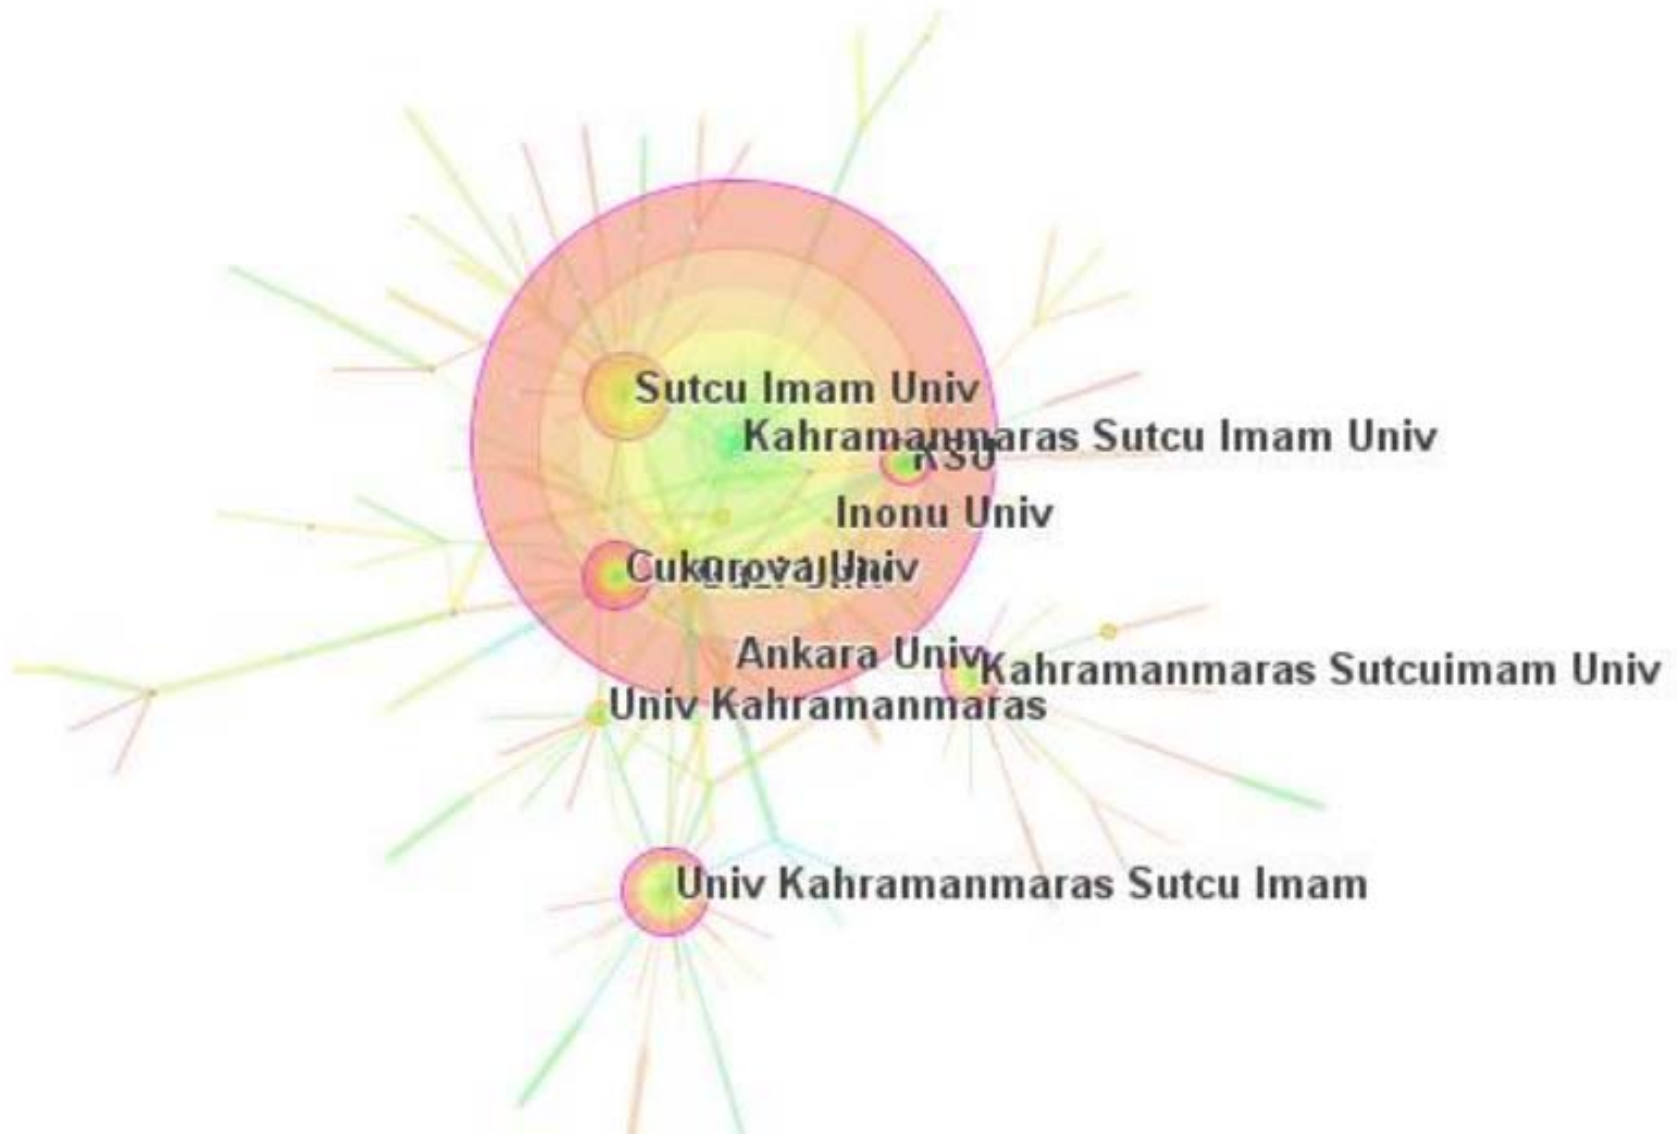 Sutcu Imam Univ
Kahramanmaras Sutcu Imam Univ
KSU
Inonu Univ
Cukurova Univ
Ankara Univ
Kahramanmaras Sutcuimam Univ
Univ Kahramanmaras
Univ Kahramanmaras Sutcu Imam